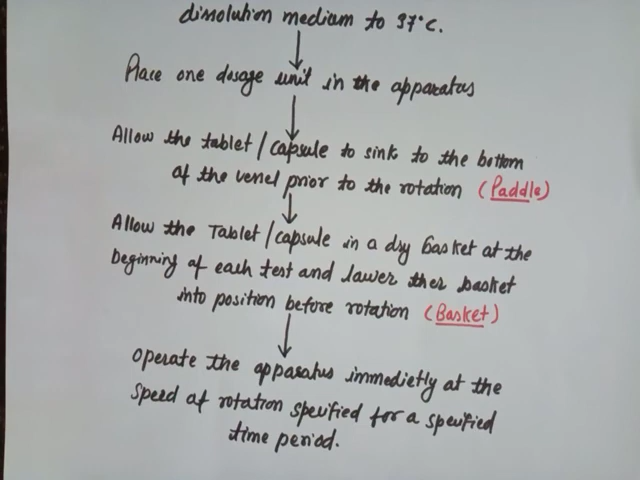 dissolution medium to 37°C.
Place one dosage unit in the apparatus
Allow the tablet / capsule to sink to the bottom
of the vessel prior to the rotation (Paddle)
Allow the Tablet / capsule in a dry basket at the
beginning of each test and lower ther basket
into position before rotation (Basket)
operate the apparatus immedietly at the
speed of rotation specified for a specified
time period.